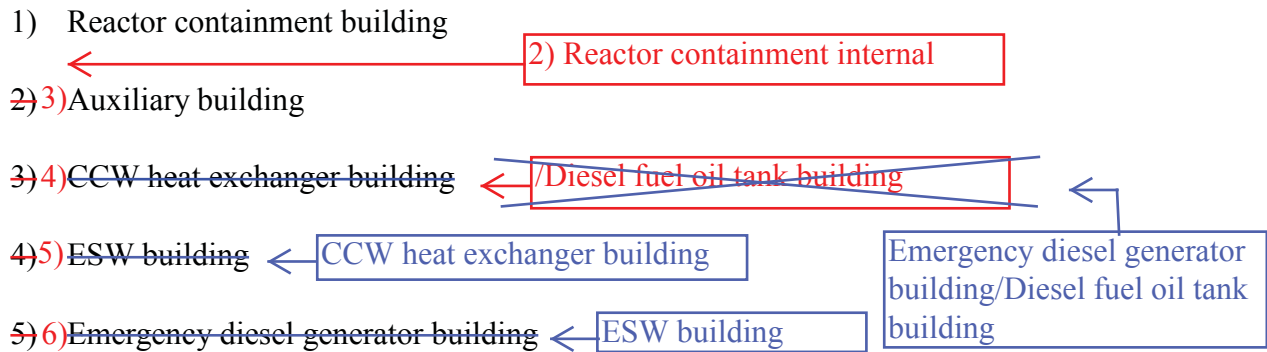 1) Reactor containment building
2) Reactor containment internal
2) 3)Auxiliary building
3) 4)CCW heat exchanger building /Diesel fuel oil tank building
4) 5)ESW building CCW heat exchanger building
Emergency diesel generator
building/Diesel fuel oil tank
building
5) 6)Emergency diesel generator building ESW building